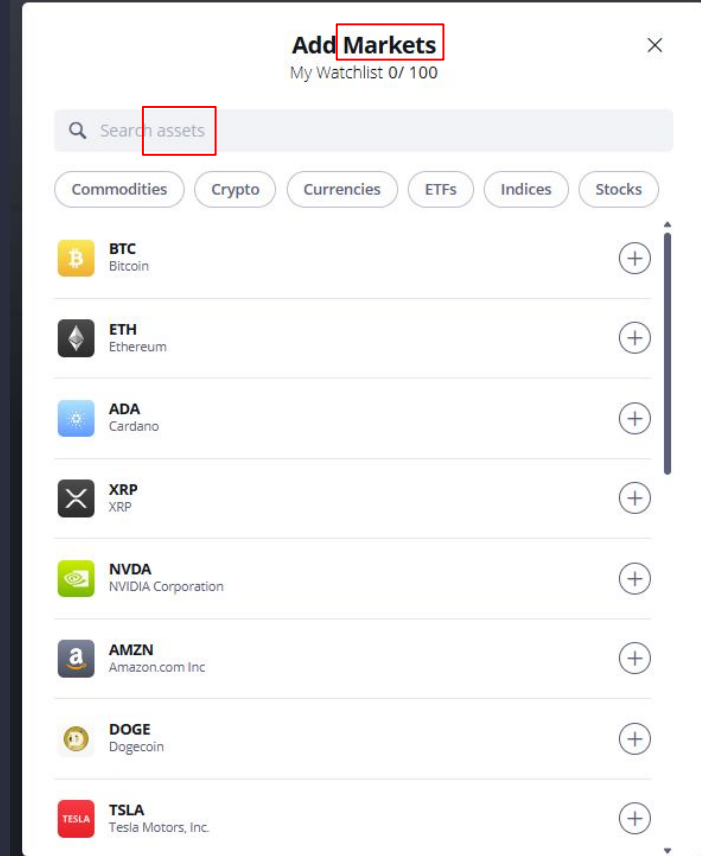 Add Markets
My Watchlist 0/ 100
Search assets
Commodities Crypto Currencies ETFs Indices Stocks
BTC
Bitcoin
ETH
Ethereum
ADA
Cardano
XRP
XRP
NVDA
NVIDIA Corporation
a
AMZN
Amazon.com Inc
DOGE
Dogecoin
TESLA
TSLA
Tesla Motors, Inc.